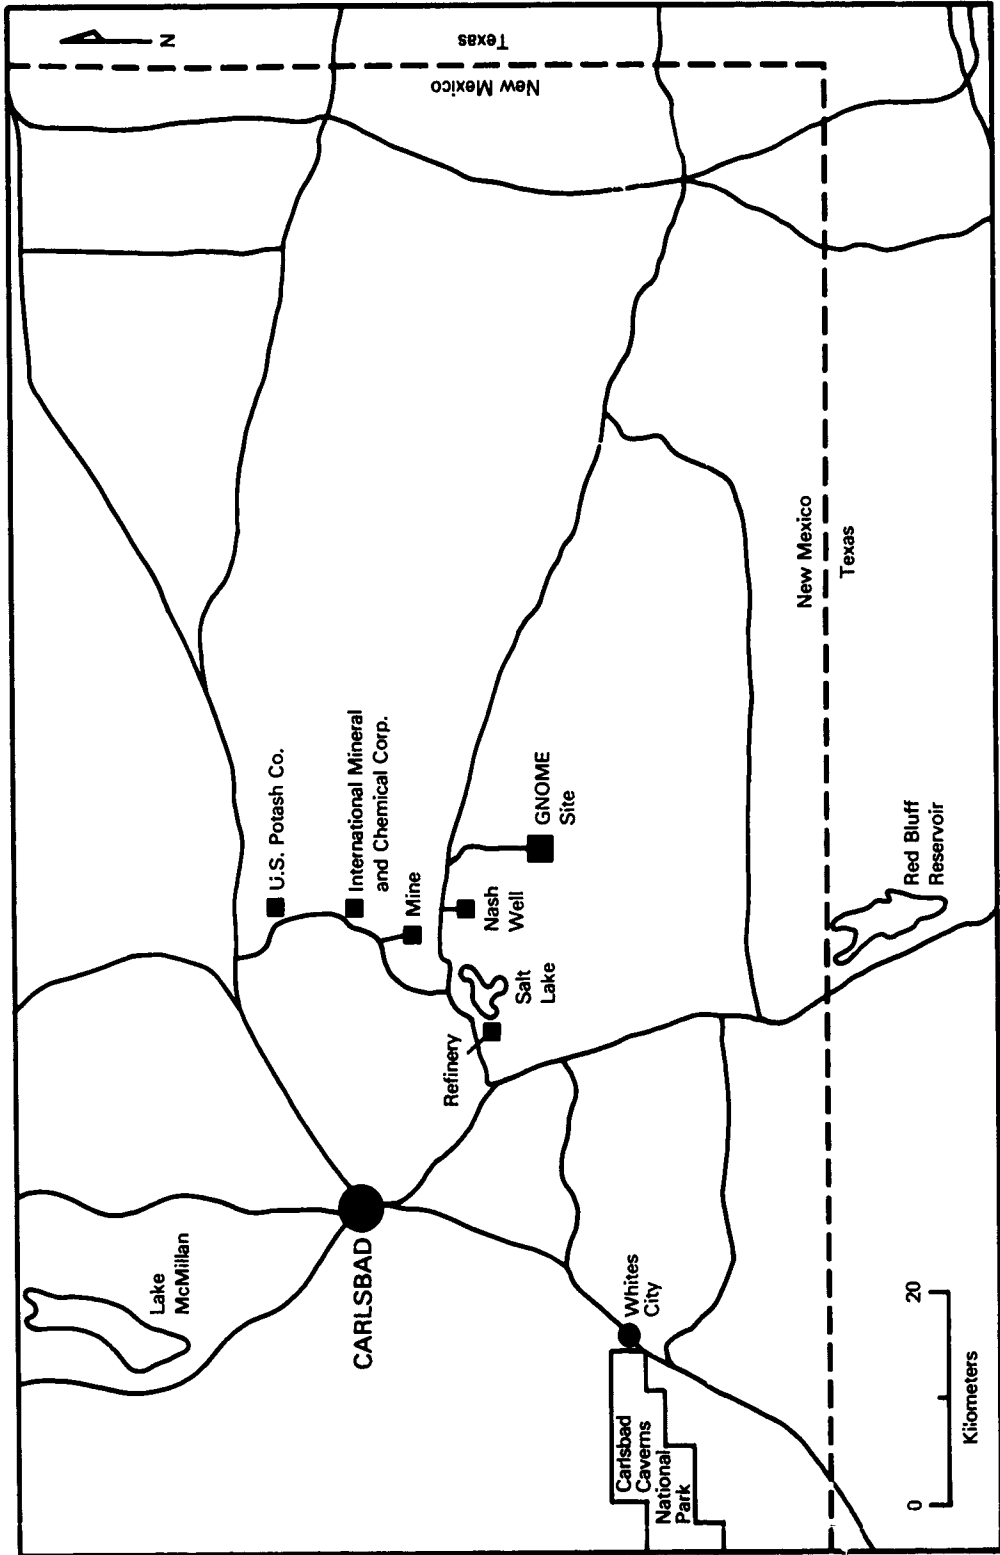 N
Texas
New Mexico
Lake
McMillan
CARLSBAD
U.S. Potash Co.
International Mineral
and Chemical Corp.
Mine
Refinery
Salt
Lake
Nash
Well
GNOME
Site
Whites
City
Carlsbad
Caverns
National
Park
New Mexico
Texas
Red Bluff
Reservoir
0
20
Kilometers